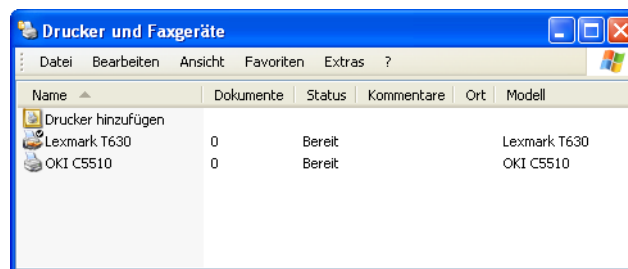 Drucker und Faxgeräte
Datei Bearbeiten Ansicht Favoriten Extras ?
Name Dokumente Status Kommentare Ort Modell
Drucker hinzufügen
Lexmark T630 0 Bereit Lexmark T630
OKI C5510 0 Bereit OKI C5510